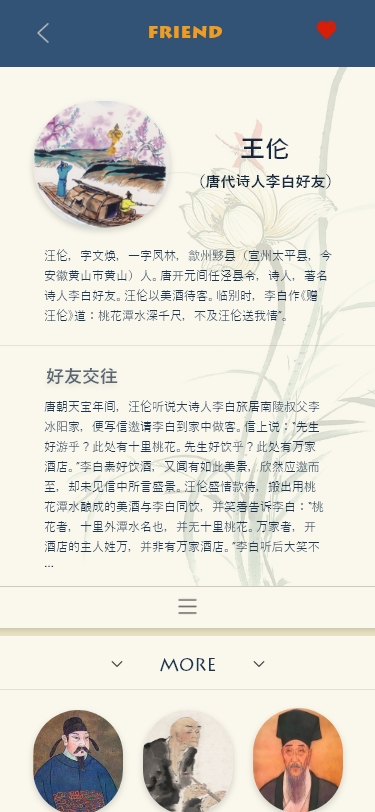 FRIEND
王伦
（唐代诗人李白好友）
汪伦，字文焕，一字凤林，歙州黟县（宣州太平县，今
安徽黄山市黄山）人。唐开元间任泾县令，诗人，著名
诗人李白好友。汪伦以美酒待客。临别时，李白作《赠
汪伦》道：桃花潭水深千尺，不及汪伦送我情”。
好友交往
唐朝天宝年间，汪伦听说大诗人李白旅居南陵叔父李
冰阳家，便写信邀请李白到家中做客。信上说：“先生
好游乎？此处有十里桃花。先生好饮乎？此处有万家
酒店。”李白素好饮酒，又闻有如此美景，欣然应邀而
至，却未见信中所言盛景。汪伦盛情款待，搬出用桃
花潭水酿成的美酒与李白同饮，并笑着告诉李白：“桃
花者，十里外潭水名也，并无十里桃花。万家者，开
酒店的主人姓万，并非有万家酒店。”李白听后大笑不
...
MORE